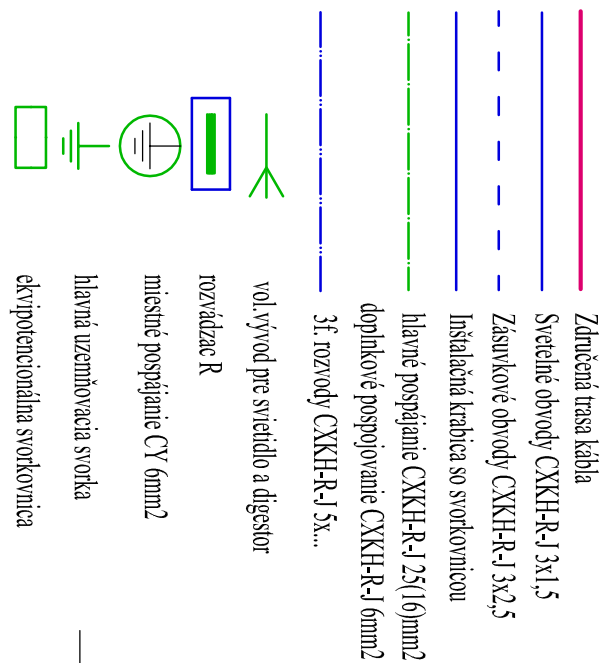 Združená trasa kábla
Svetelné obvody CXKH-R-J 3x1,5
Zásuvkové obvody CXKH-R-J 3x2,5
Inštalačná krabica so svorkovnicou
hlavné pospájanie CXKH-R-J 25(16)mm2
doplnkové pospojovanie CXKH-R-J 6mm2
3f. rozvody CXKH-R-J 5x...
vol.vývod pre svietidlo a digestor
rozvádzac R
miestné pospájanie CY 6mm2
hlavná uzemňovacia svorka
ekvipotencionálna svorkovnica